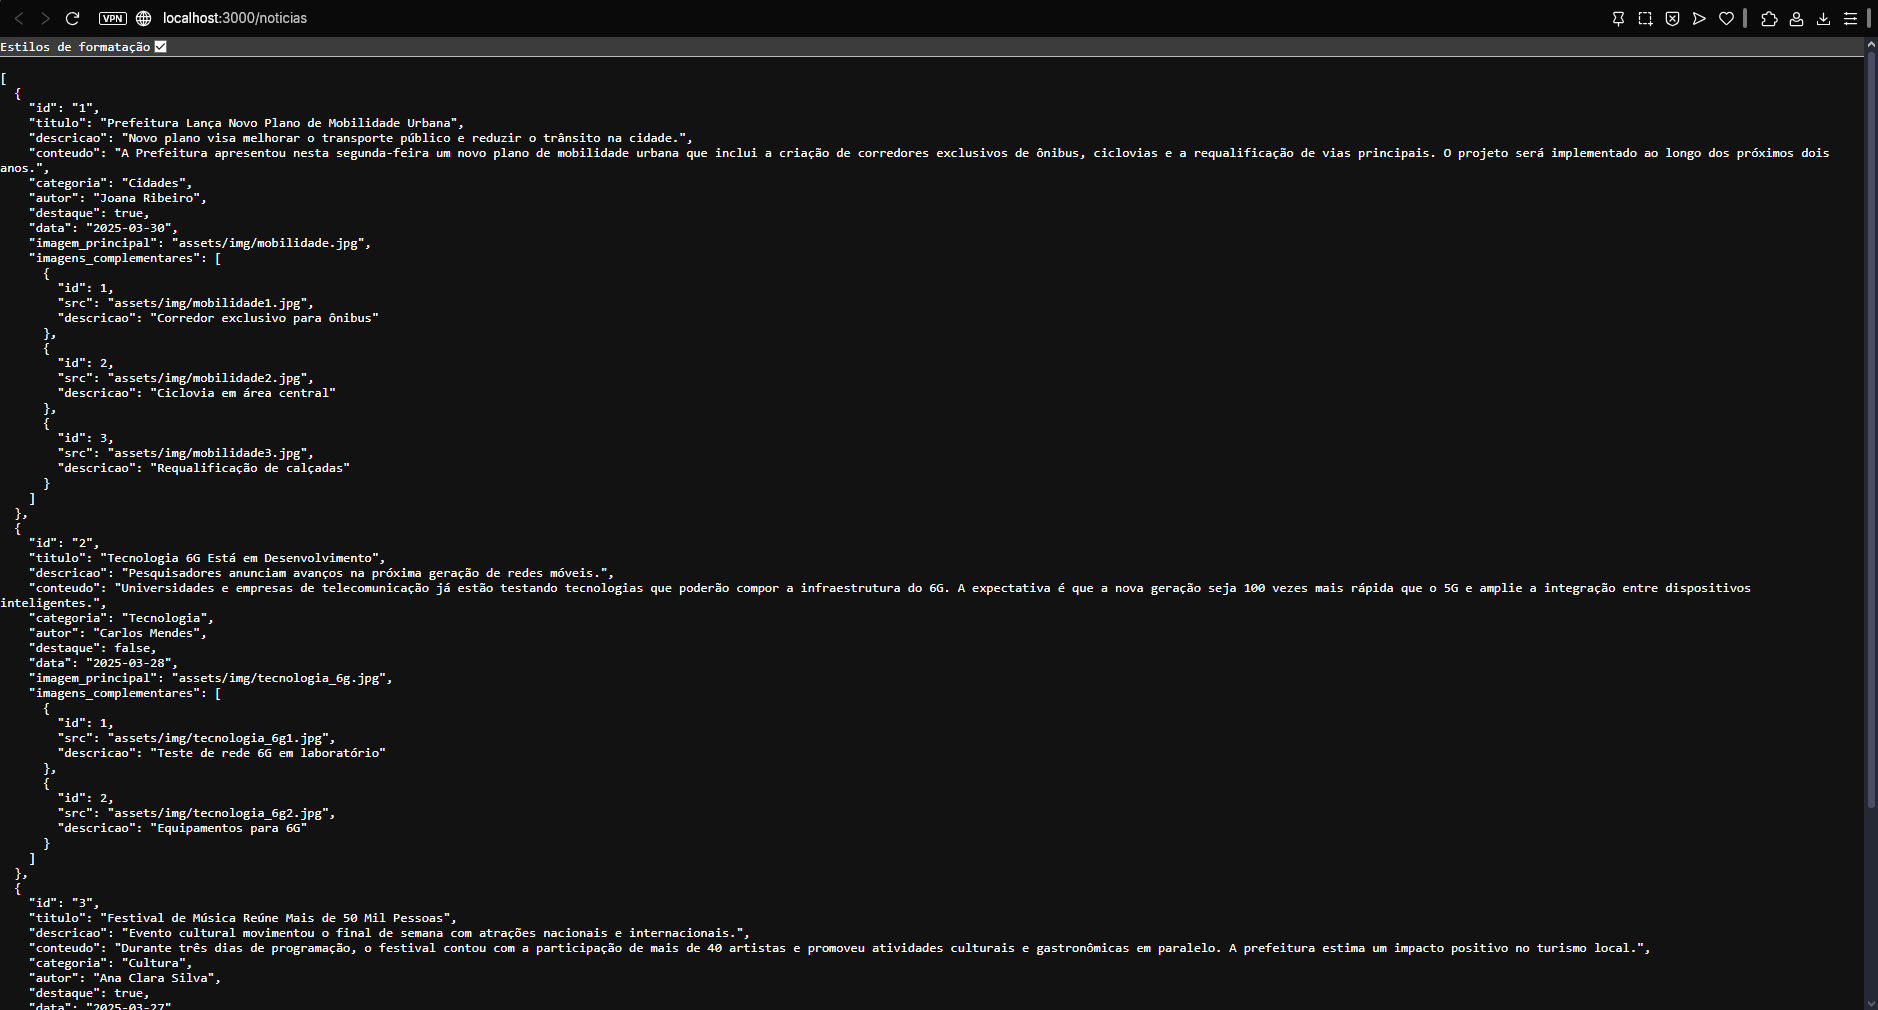 VPN localhost:3000/noticias
Estilos de formatação
[
  {
    "id": "1",
    "titulo": "Prefeitura Lança Novo Plano de Mobilidade Urbana",
    "descricao": "Novo plano visa melhorar o transporte público e reduzir o trânsito na cidade.",
    "conteudo": "A Prefeitura apresentou nesta segunda-feira um novo plano de mobilidade urbana que inclui a criação de corredores exclusivos de ônibus, ciclovias e a requalificação de vias principais. O projeto será implementado ao longo dos próximos dois
anos.",
    "categoria": "Cidades",
    "autor": "Joana Ribeiro",
    "destaque": true,
    "data": "2025-03-30",
    "imagem_principal": "assets/img/mobilidade.jpg",
    "imagens_complementares": [
      {
        "id": 1,
        "src": "assets/img/mobilidade1.jpg",
        "descricao": "Corredor exclusivo para ônibus"
      },
      {
        "id": 2,
        "src": "assets/img/mobilidade2.jpg",
        "descricao": "Ciclovia em área central"
      },
      {
        "id": 3,
        "src": "assets/img/mobilidade3.jpg",
        "descricao": "Requalificação de calçadas"
      }
    ]
  },
  {
    "id": "2",
    "titulo": "Tecnologia 6G Está em Desenvolvimento",
    "descricao": "Pesquisadores anunciam avanços na próxima geração de redes móveis.",
    "conteudo": "Universidades e empresas de telecomunicação já estão testando tecnologias que poderão compor a infraestrutura do 6G. A expectativa é que a nova geração seja 100 vezes mais rápida que o 5G e amplie a integração entre dispositivos
inteligentes.",
    "categoria": "Tecnologia",
    "autor": "Carlos Mendes",
    "destaque": false,
    "data": "2025-03-28",
    "imagem_principal": "assets/img/tecnologia_6g.jpg",
    "imagens_complementares": [
      {
        "id": 1,
        "src": "assets/img/tecnologia_6g1.jpg",
        "descricao": "Teste de rede 6G em laboratório"
      },
      {
        "id": 2,
        "src": "assets/img/tecnologia_6g2.jpg",
        "descricao": "Equipamentos para 6G"
      }
    ]
  },
  {
    "id": "3",
    "titulo": "Festival de Música Reúne Mais de 50 Mil Pessoas",
    "descricao": "Evento cultural movimentou o final de semana com atrações nacionais e internacionais.",
    "conteudo": "Durante três dias de programação, o festival contou com a participação de mais de 40 artistas e promoveu atividades culturais e gastronômicas em paralelo. A prefeitura estima um impacto positivo no turismo local.",
    "categoria": "Cultura",
    "autor": "Ana Clara Silva",
    "destaque": true,
    "data": "2025-03-27"